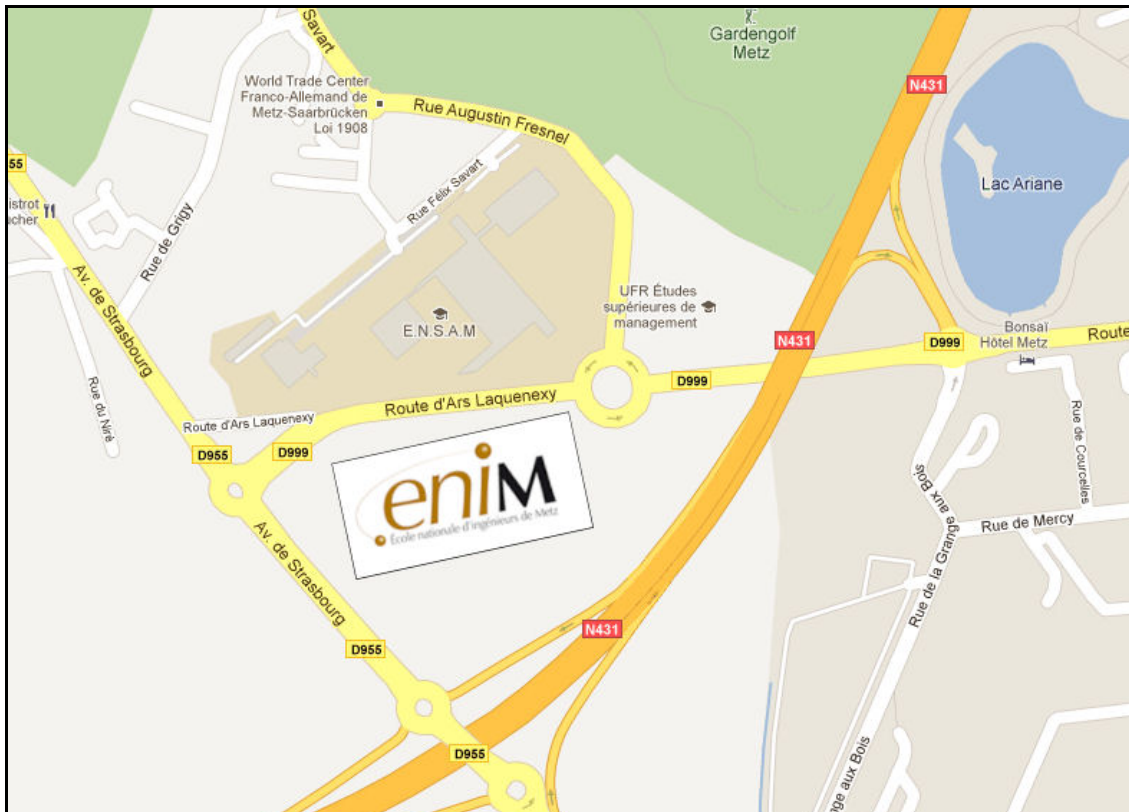 Savart
Gardengolf
Metz
World Trade Center
Franco-Allemand de
Metz-Saarbrücken
Loi 1908
N431
Rue Augustin Fresnel
55
Rue Félix Savart
Lac Ariane
istrot
ucher
Rue de Grigy
Av. de Strasbourg
UFR Études
supérieures de
management
E.N.S.A.M
Bonsaï
Hôtel Metz
N431
D999
Route
D999
Rue du Niré
Route d'Ars Laquenexy
Route d'Ars Laquenexy
Rue de Courcelles
D955
D999
enim
École nationale d'ingénieurs de Metz
Rue de la Grange aux Bois
Rue de Mercy
Av. de Strasbourg
N431
D955
D955
nge aux Bois